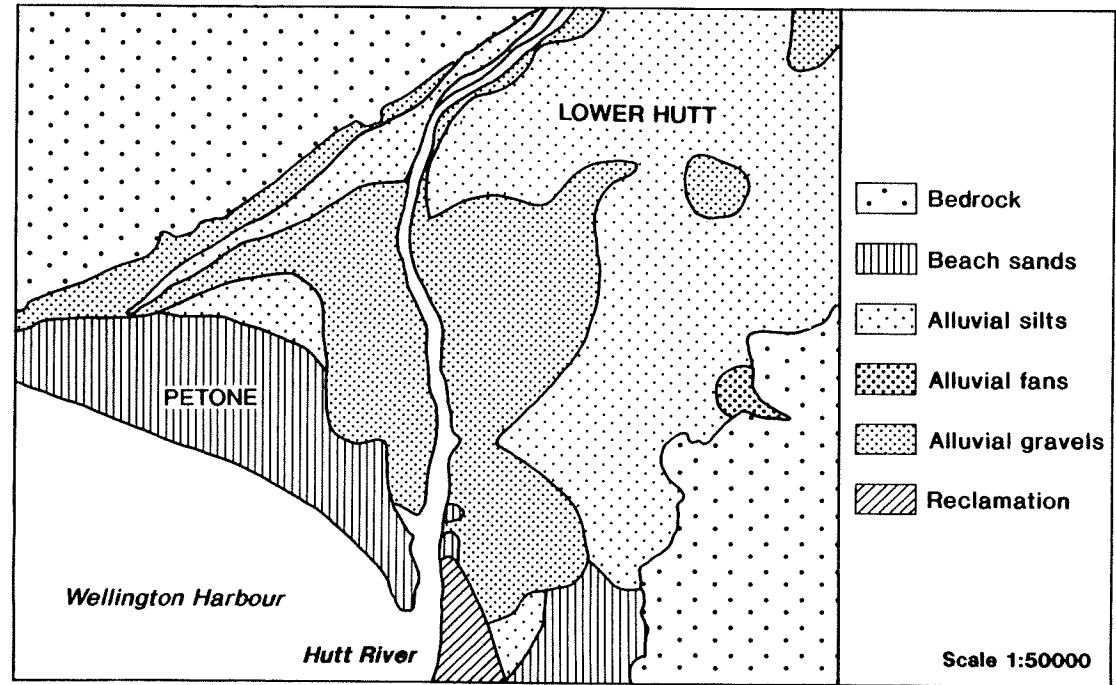 LOWER HUTT
PETONE
Wellington Harbour
Hutt River
Bedrock
Beach sands
Alluvial silts
Alluvial fans
Alluvial gravels
Reclamation
Scale 1:50000